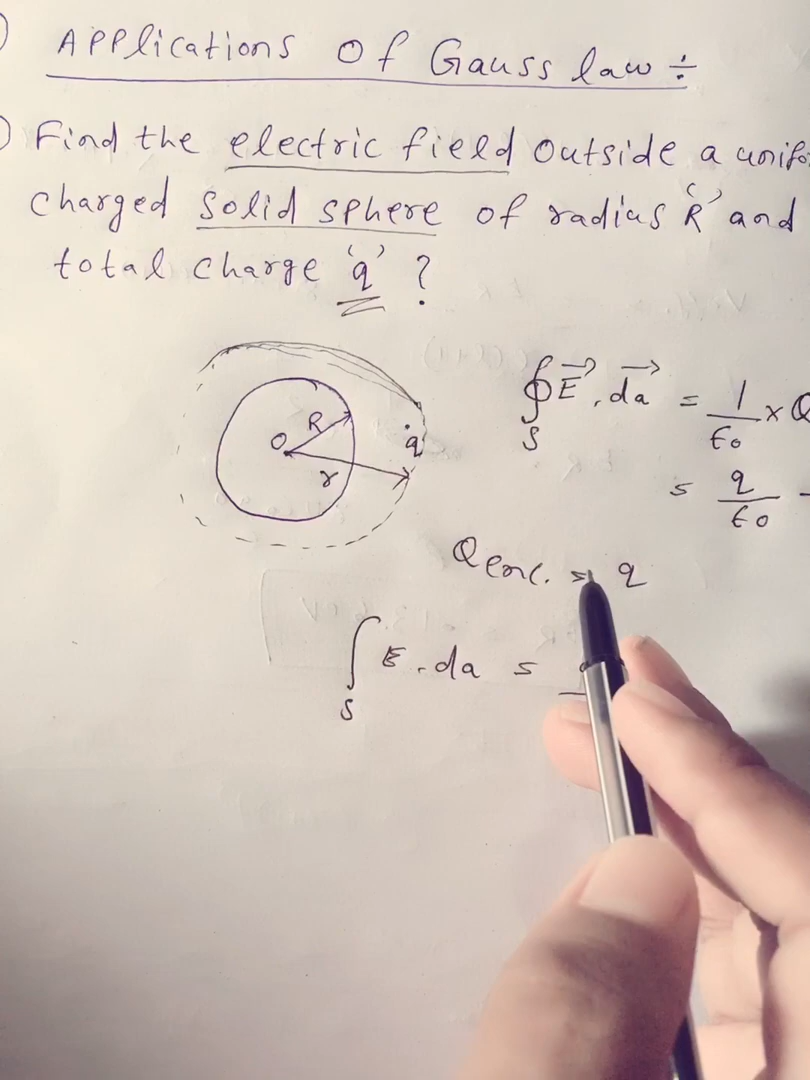 Applications of Gauss law ÷
Find the electric field outside a unifo
charged solid sphere of radius 'R' and
total charge 'q' ?
∮ E⃗ . da⃗ = 1/ϵ0 × Q
S
R
O
q
r
= q/ϵ0 -
Qenc. = q
∫ E . da =
S